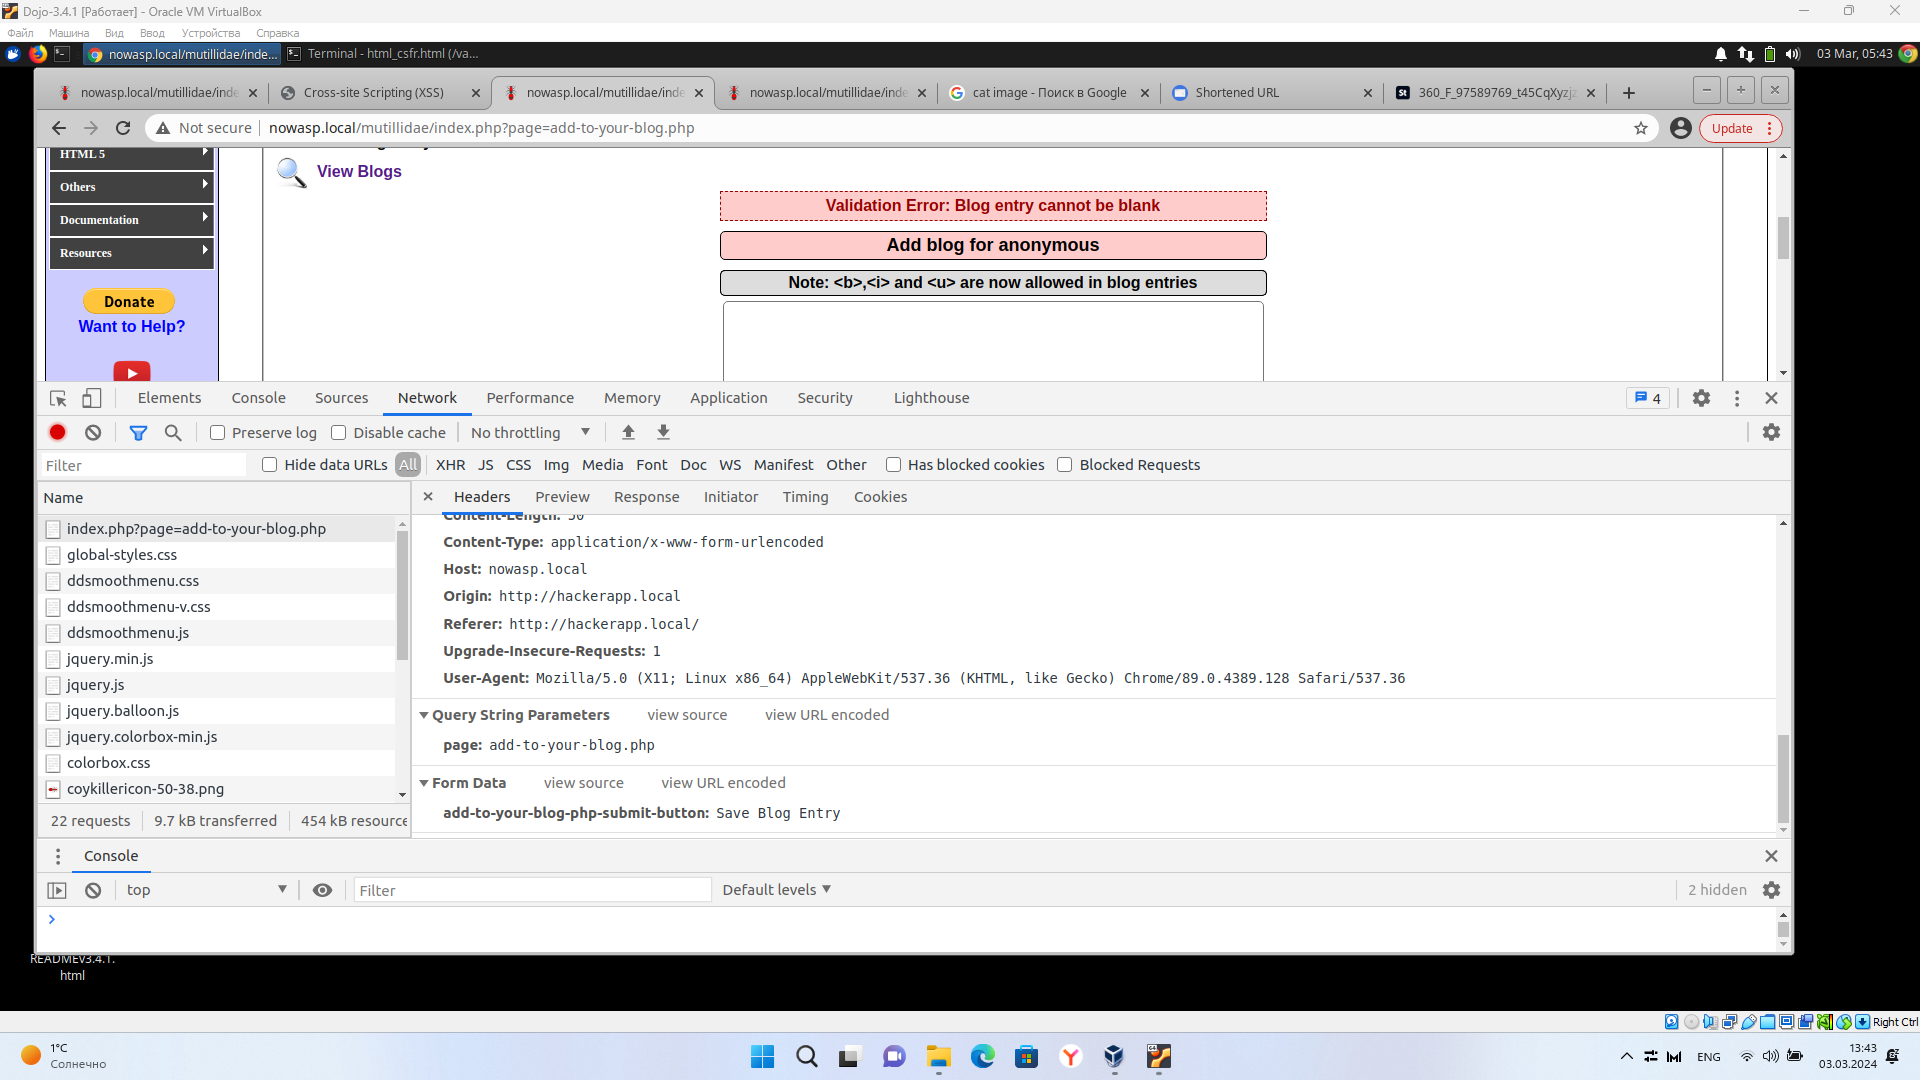 Dojo-3.4.1 [Работает] - Oracle VM VirtualBox
Файл Машина Вид Ввод Устройства Справка
nowasp.local/mutillidae/inde... Terminal - html_csfr.html (/va... 03 Mar, 05:43
nowasp.local/mutillidae/inde Cross-site Scripting (XSS) nowasp.local/mutillidae/inde nowasp.local/mutillidae/inde cat image - Поиск в Google Shortened URL 360_F_97589769_t45CqXyzjz
Not secure nowasp.local/mutillidae/index.php?page=add-to-your-blog.php Update
HTML 5
Others
Documentation
Resources
Donate
Want to Help?
View Blogs
Validation Error: Blog entry cannot be blank
Add blog for anonymous
Note: <b>,<i> and <u> are now allowed in blog entries
Elements Console Sources Network Performance Memory Application Security Lighthouse 4
Preserve log Disable cache No throttling
Filter Hide data URLs All XHR JS CSS Img Media Font Doc WS Manifest Other Has blocked cookies Blocked Requests
Name
index.php?page=add-to-your-blog.php
global-styles.css
ddsmoothmenu.css
ddsmoothmenu-v.css
ddsmoothmenu.js
jquery.min.js
jquery.js
jquery.balloon.js
jquery.colorbox-min.js
colorbox.css
coykillericon-50-38.png
22 requests 9.7 kB transferred 454 kB resource
Headers Preview Response Initiator Timing Cookies
Content-Length: 50
Content-Type: application/x-www-form-urlencoded
Host: nowasp.local
Origin: http://hackerapp.local
Referer: http://hackerapp.local/
Upgrade-Insecure-Requests: 1
User-Agent: Mozilla/5.0 (X11; Linux x86_64) AppleWebKit/537.36 (KHTML, like Gecko) Chrome/89.0.4389.128 Safari/537.36
Query String Parameters view source view URL encoded
page: add-to-your-blog.php
Form Data view source view URL encoded
add-to-your-blog-php-submit-button: Save Blog Entry
Console
top Filter Default levels 2 hidden
READMEv3.4.1.
html
Right Ctrl
1°C
Солнечно
ENG
13:43
03.03.2024